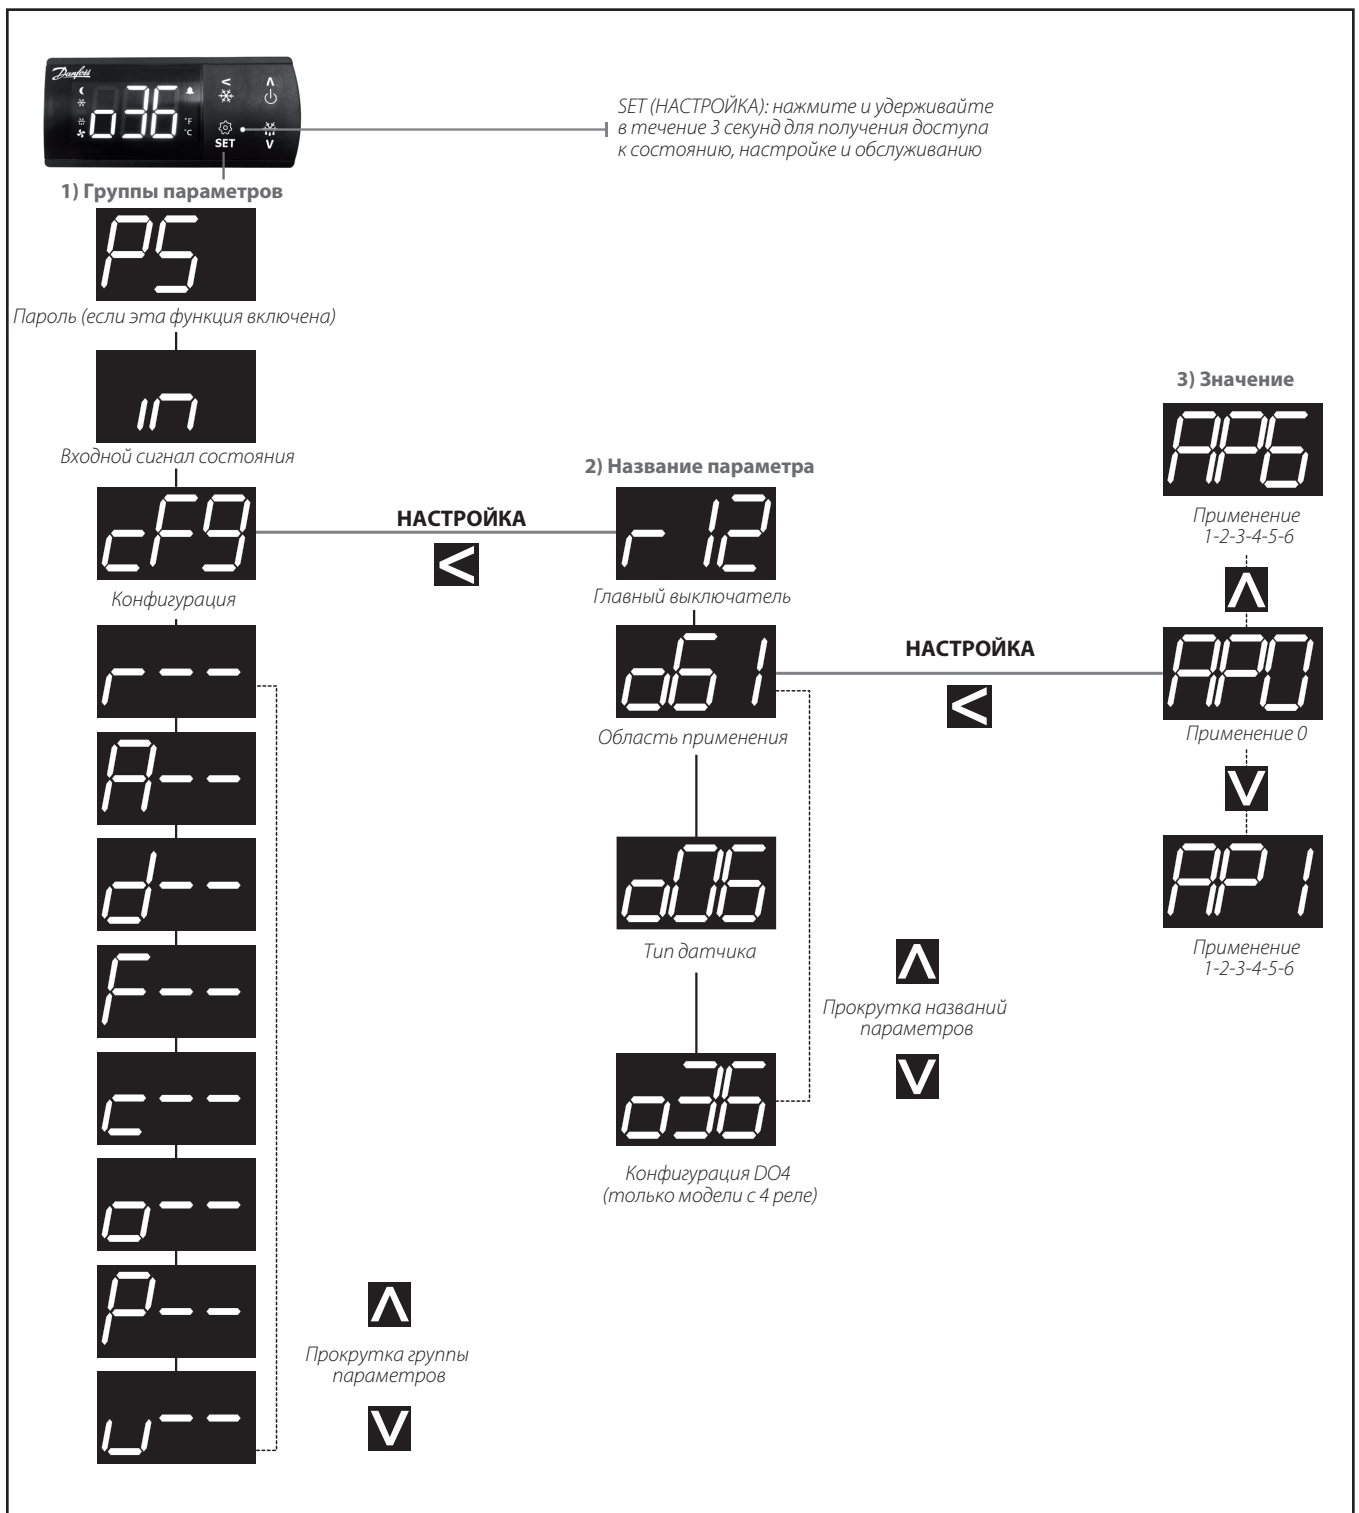 Danfoss
o36
°F
°C
SET
V
SET (НАСТРОЙКА): нажмите и удерживайте
в течение 3 секунд для получения доступа
к состоянию, настройке и обслуживанию
1) Группы параметров
PS
Пароль (если эта функция включена)
in
Входной сигнал состояния
cFg
Конфигурация
r--
A--
d--
F--
c--
o--
P--
u--
НАСТРОЙКА
<
Прокрутка группы
параметров
2) Название параметра
r12
Главный выключатель
o61
Область применения
o06
Тип датчика
o36
Конфигурация DO4
(только модели с 4 реле)
НАСТРОЙКА
<
Прокрутка названий
параметров
3) Значение
AP6
Применение
1-2-3-4-5-6
AP0
Применение 0
AP1
Применение
1-2-3-4-5-6